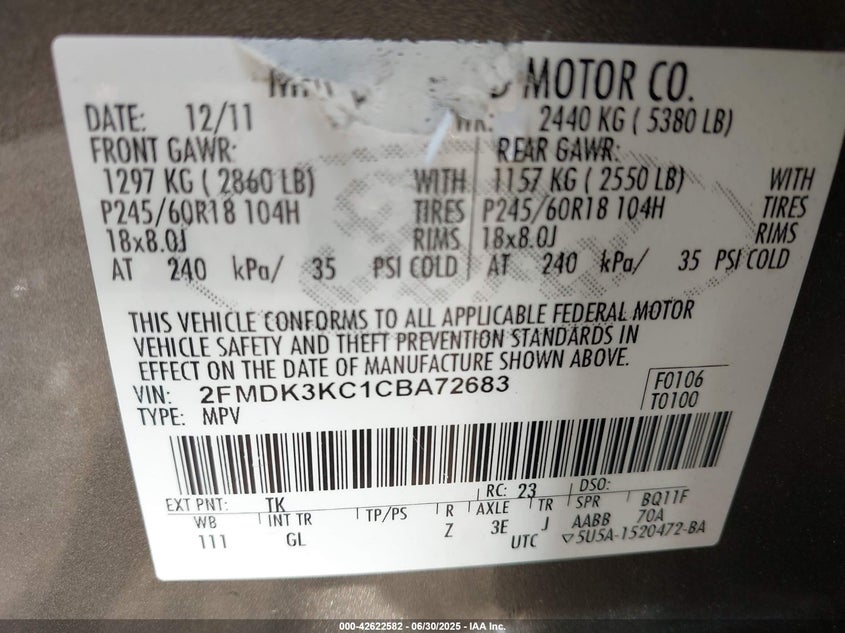 MOTOR CO.
DATE: 12/11 2440 KG ( 5380 LB)
FRONT GAWR: REAR GAWR:
1297 KG ( 2860 LB) WITH 1157 KG ( 2550 LB) WITH
P245/60R18 104H TIRES P245/60R18 104H TIRES
18x8.0J RIMS 18x8.0J RIMS
AT 240 kPa/ 35 PSI COLD AT 240 kPa/ 35 PSI COLD
THIS VEHICLE CONFORMS TO ALL APPLICABLE FEDERAL MOTOR
VEHICLE SAFETY AND THEFT PREVENTION STANDARDS IN
EFFECT ON THE DATE OF MANUFACTURE SHOWN ABOVE.
VIN: 2FMDK3KC1CBA72683 F0106
TYPE: MPV T0100
EXT PNT: TK RC: 23 DSO:
WB INT TR TP/PS R AXLE TR SPR BQ11F
111 GL Z 3E J AABB 70A
UTC ▽5U5A-1520472-BA
000-42622582 - 06/30/2025 - IAA Inc.